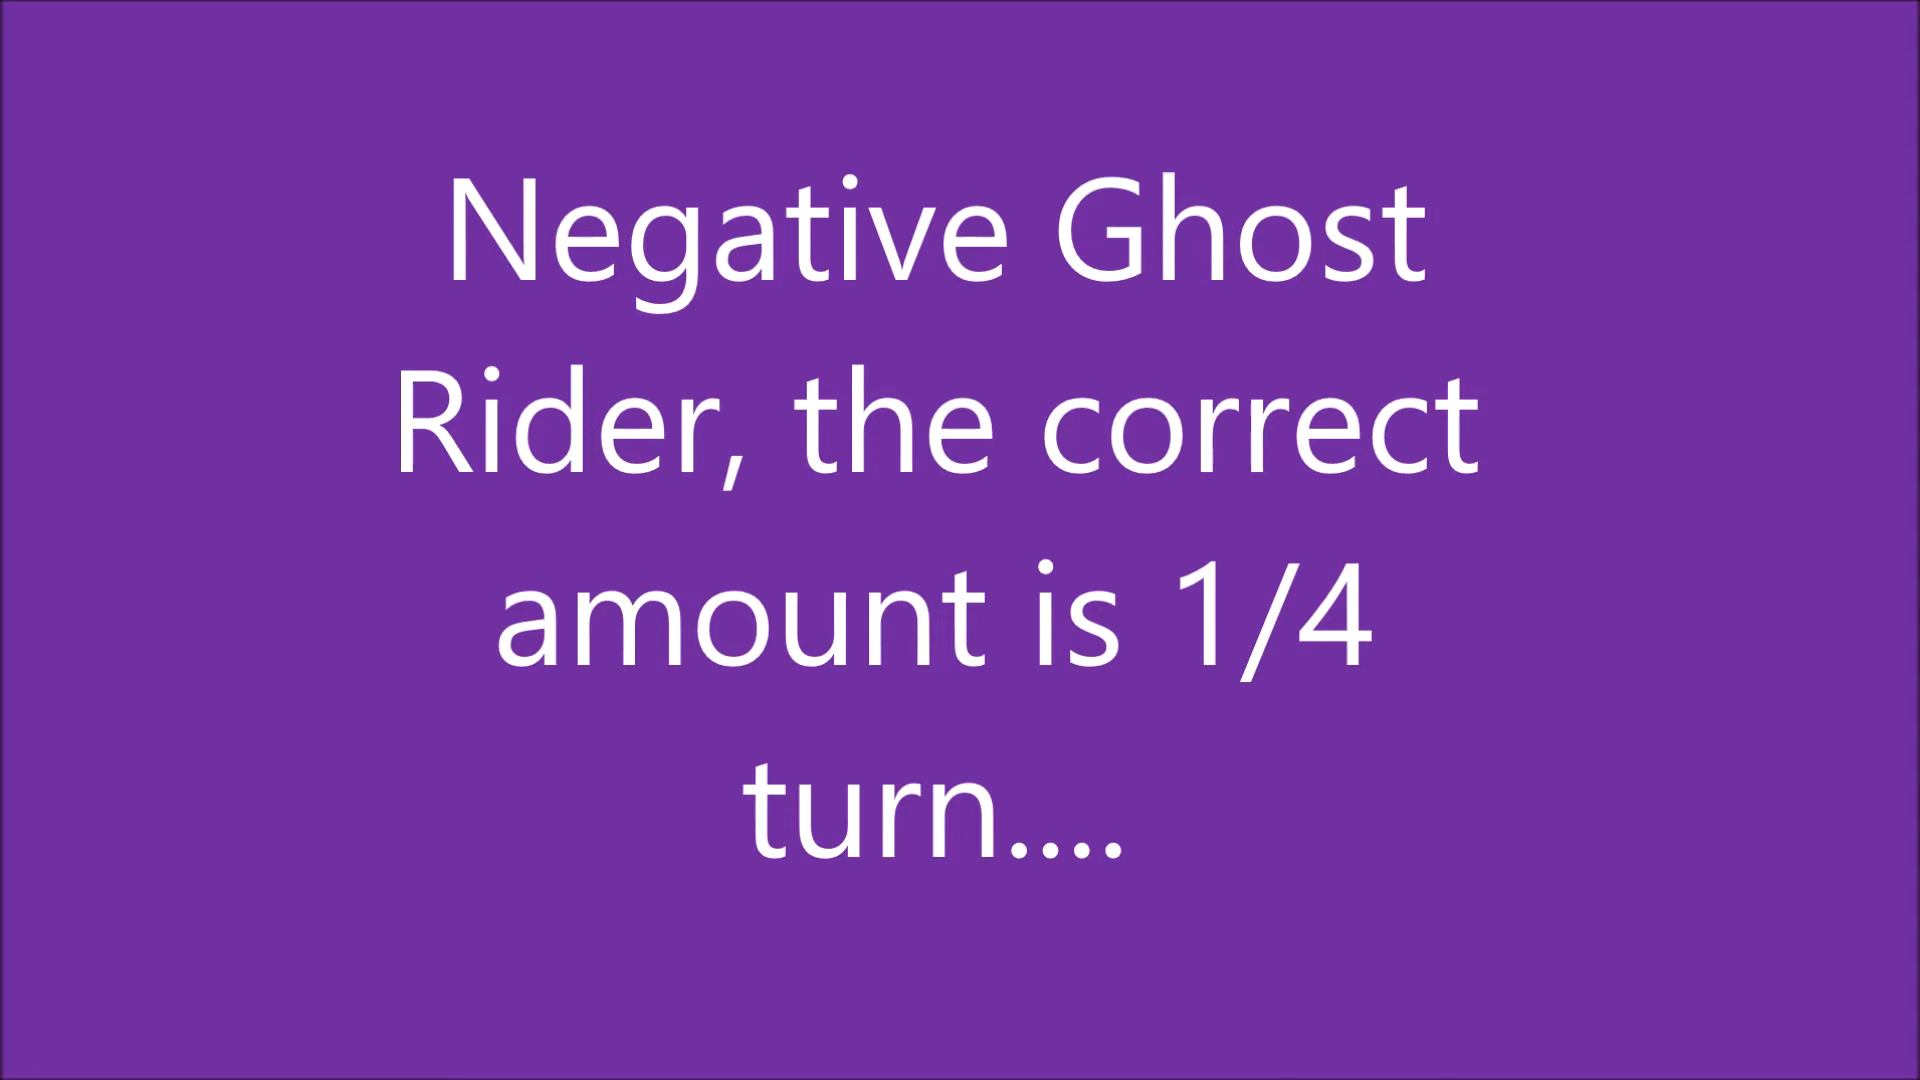 Negative Ghost
Rider, the correct
amount is 1/4
turn....